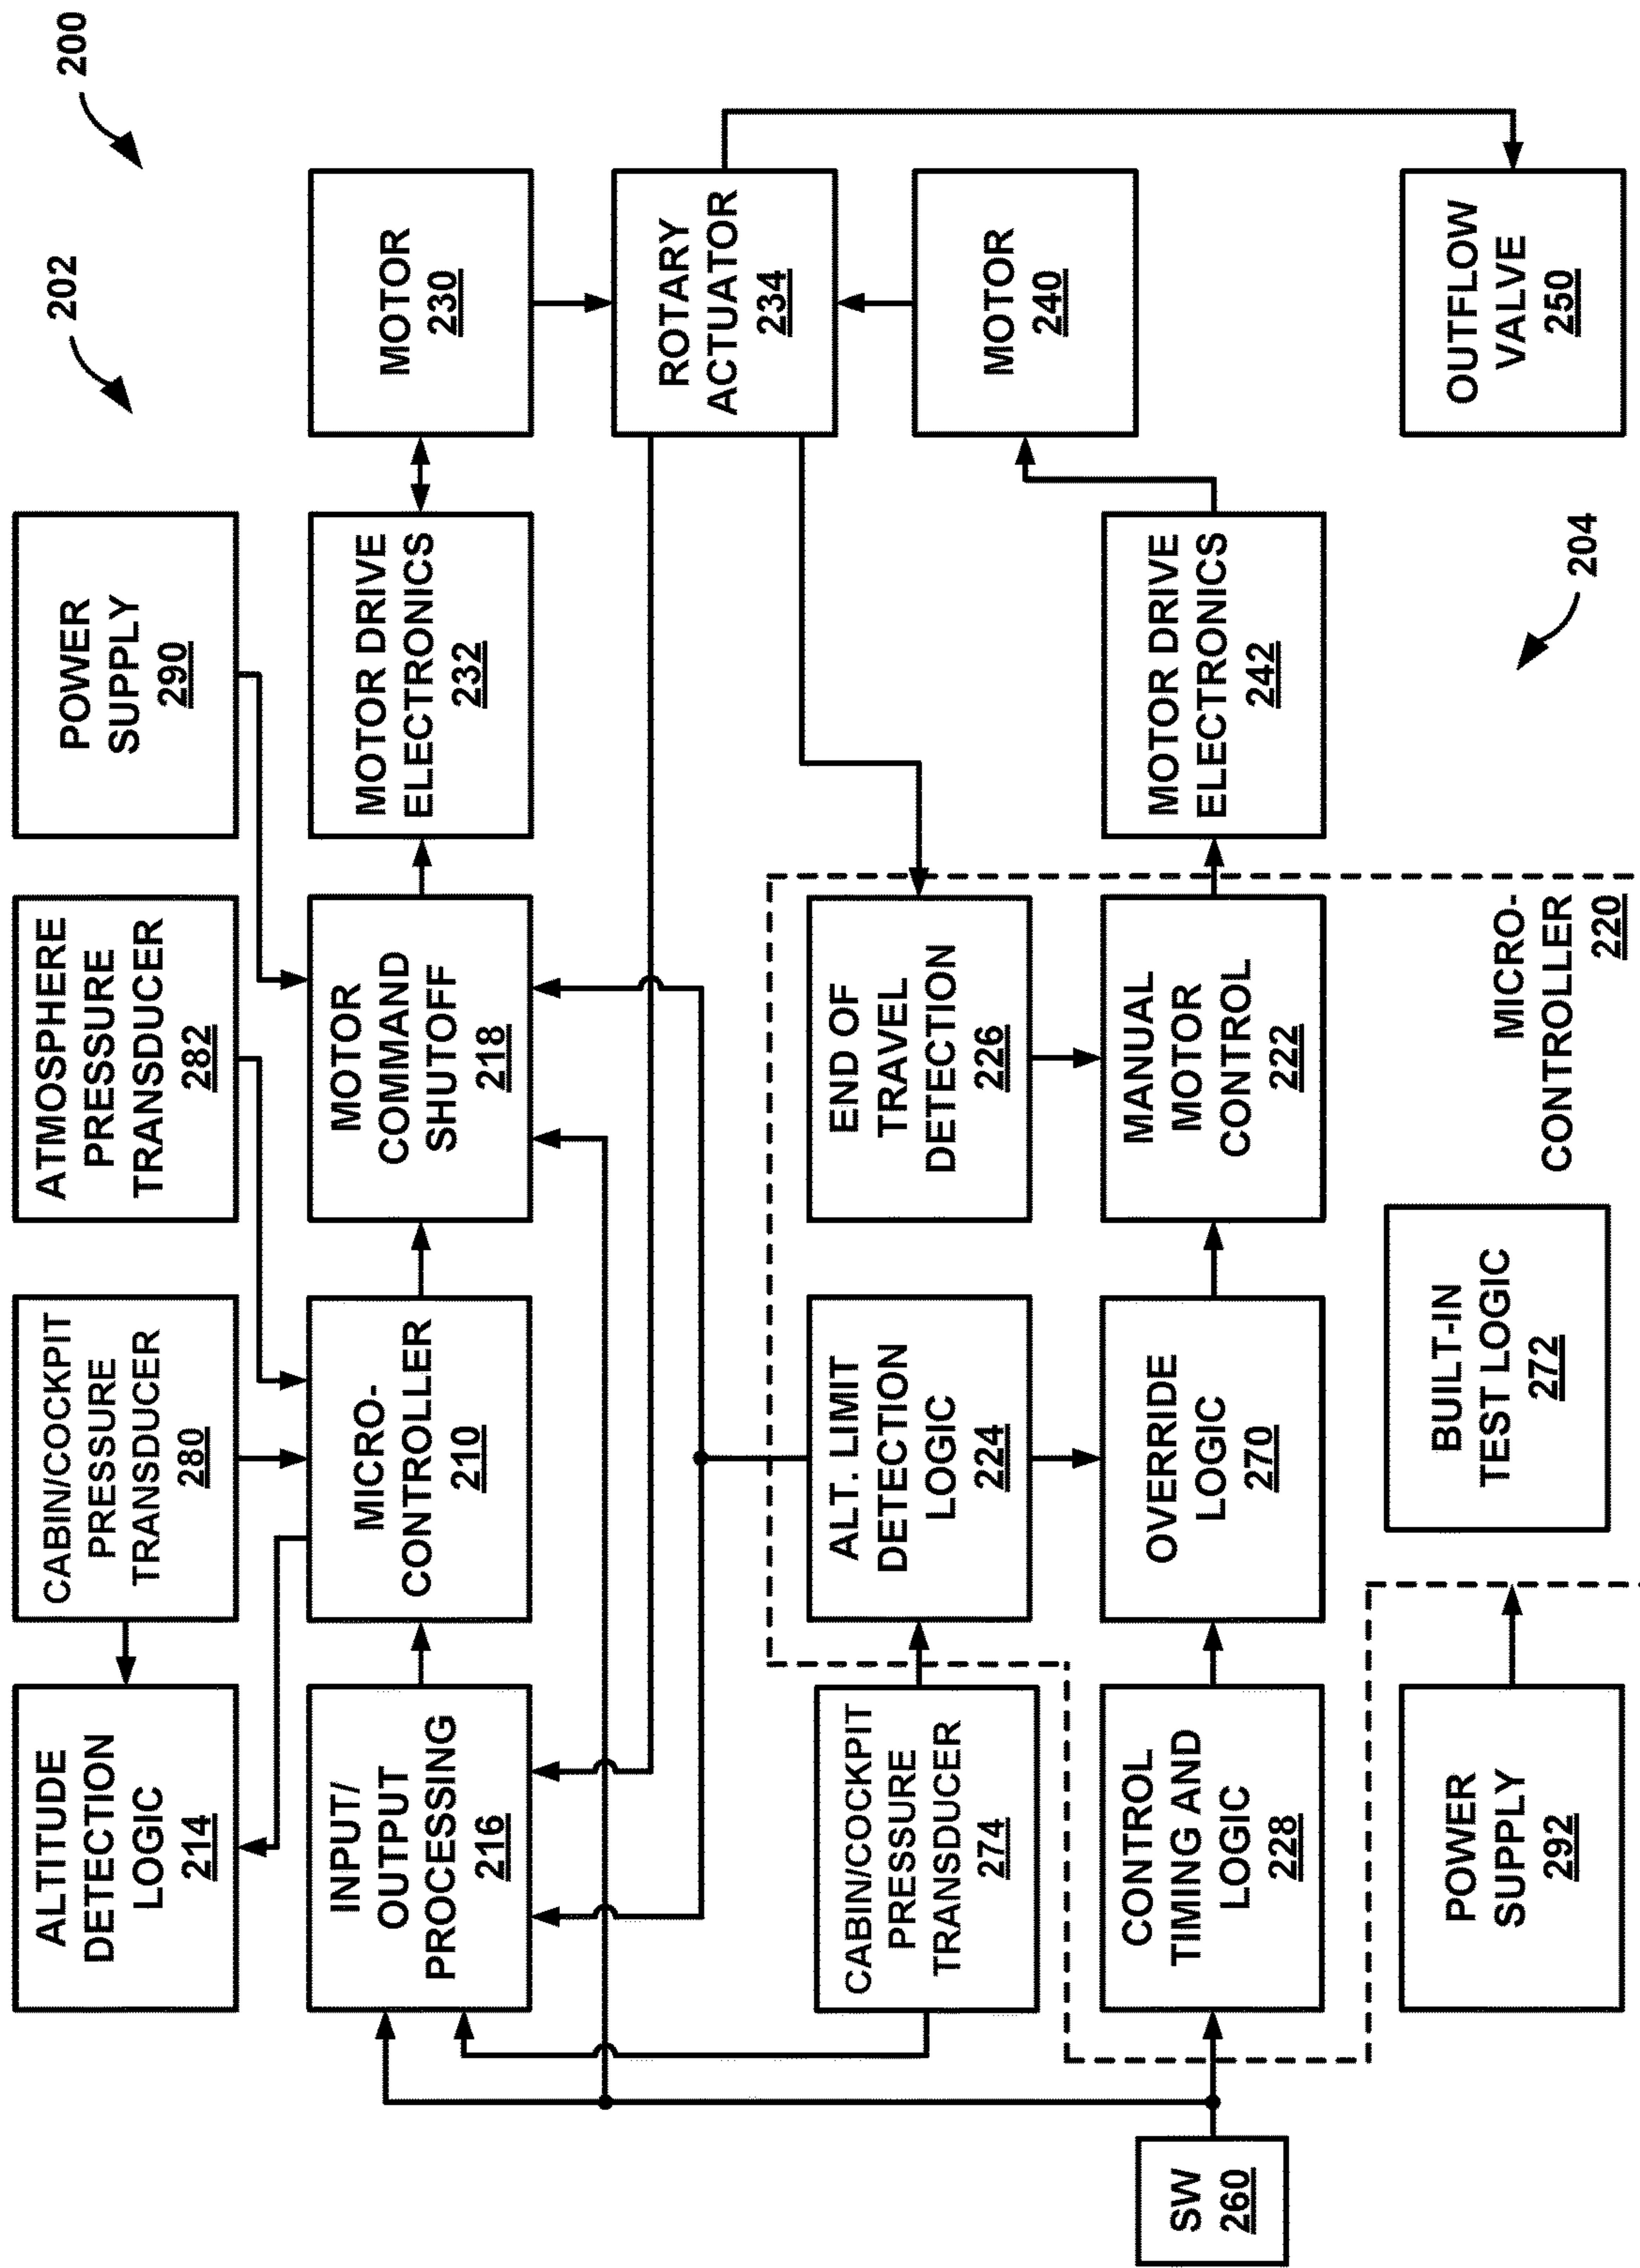 200
202
ALTITUDE
DETECTION
LOGIC
214
CABIN/COCKPIT
PRESSURE
TRANSDUCER
280
ATMOSPHERE
PRESSURE
TRANSDUCER
282
POWER
SUPPLY
290
INPUT/
OUTPUT
PROCESSING
216
MICRO-
CONTROLLER
210
MOTOR
COMMAND
SHUTOFF
218
MOTOR DRIVE
ELECTRONICS
232
MOTOR
230
ROTARY
ACTUATOR
234
CABIN/COCKPIT
PRESSURE
TRANSDUCER
274
ALT. LIMIT
DETECTION
LOGIC
224
END OF
TRAVEL
DETECTION
226
MOTOR
240
SW
260
CONTROL
TIMING AND
LOGIC
228
OVERRIDE
LOGIC
270
MANUAL
MOTOR
CONTROL
222
MOTOR DRIVE
ELECTRONICS
242
POWER
SUPPLY
292
BUILT-IN
TEST LOGIC
272
MICRO-
CONTROLLER
220
204
OUTFLOW
VALVE
250